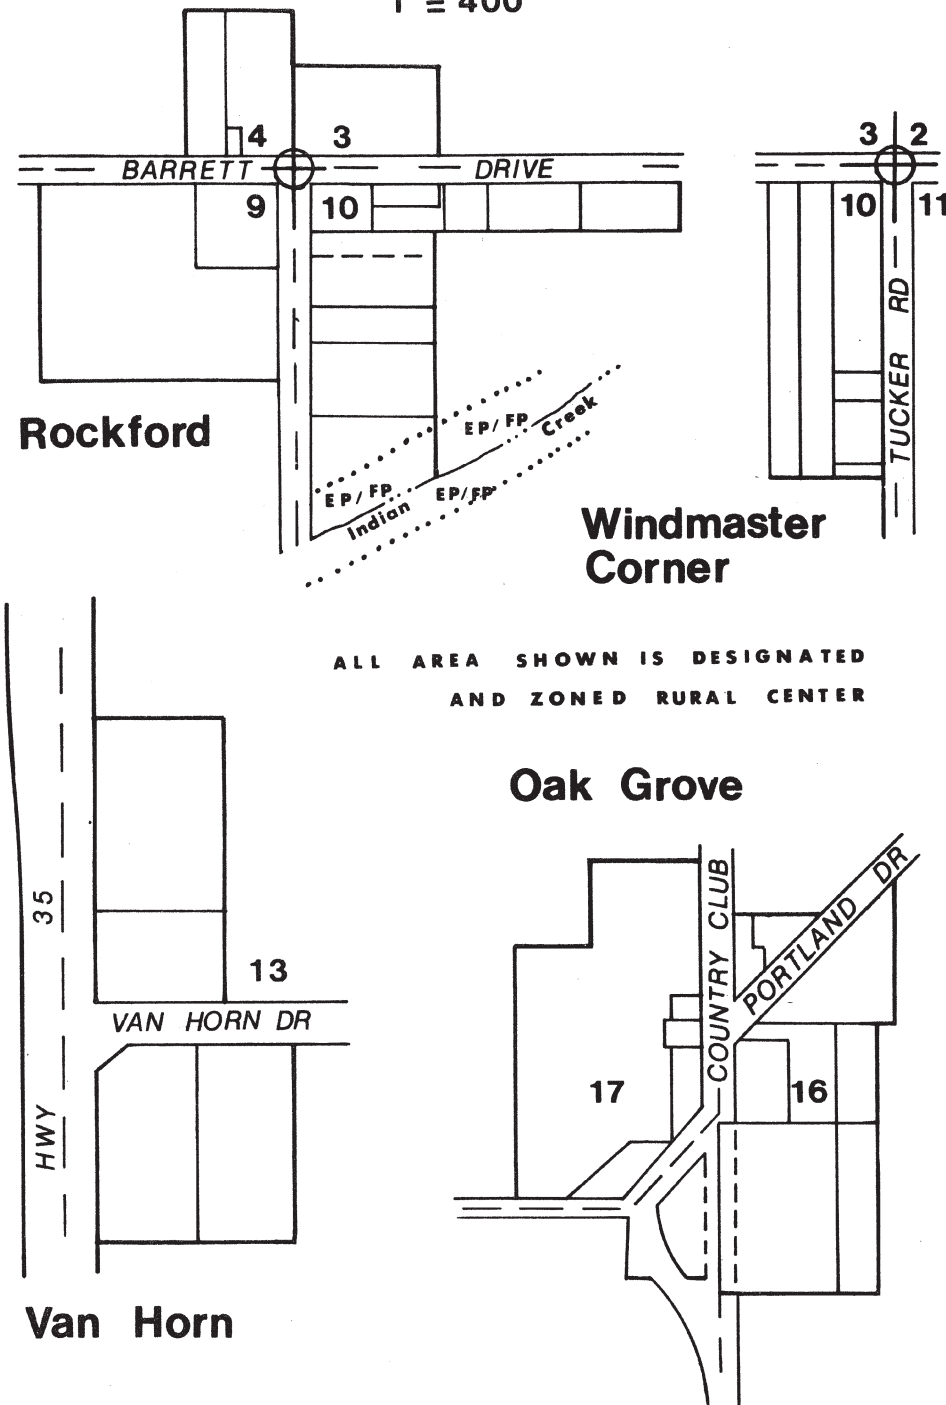 1 = 400
4 3
BARRETT DRIVE
9 10
3 2
10 11
TUCKER RD
Rockford
EP/FP
Creek
EP/FP EP/FP
Indian
Windmaster
Corner
ALL AREA SHOWN IS DESIGNATED
AND ZONED RURAL CENTER
Oak Grove
HWY 35
13
VAN HORN DR
COUNTRY CLUB
PORTLAND DR
17 16
Van Horn